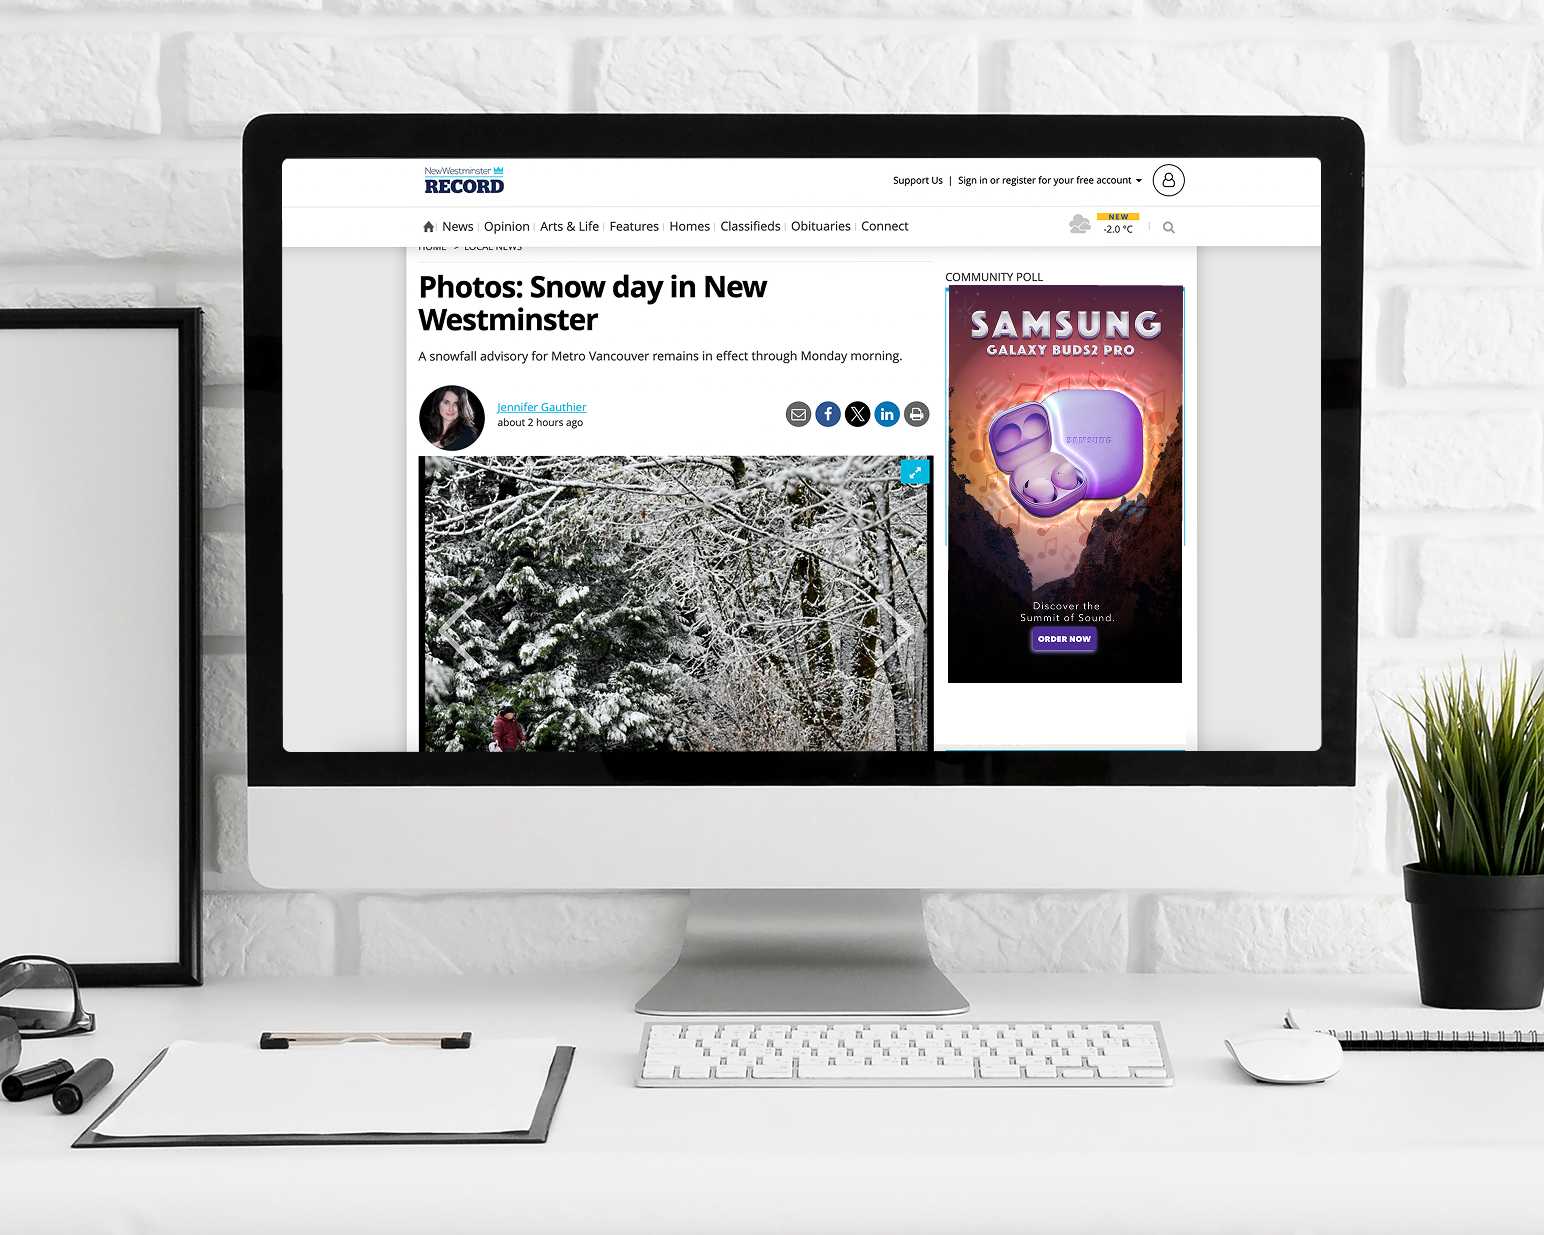 NewWestminster
RECORD
Support Us | Sign in or register for your free account
News
Opinion
Arts & Life
Features
Homes
Classifieds
Obituaries
Connect
NEW
-2.0 °C
HOME > LOCAL NEWS
Photos: Snow day in New
Westminster
A snowfall advisory for Metro Vancouver remains in effect through Monday morning.
Jennifer Gauthier
about 2 hours ago
COMMUNITY POLL
SAMSUNG
GALAXY BUDS2 PRO
SAMSUNG
Discover the
Summit of Sound.
ORDER NOW